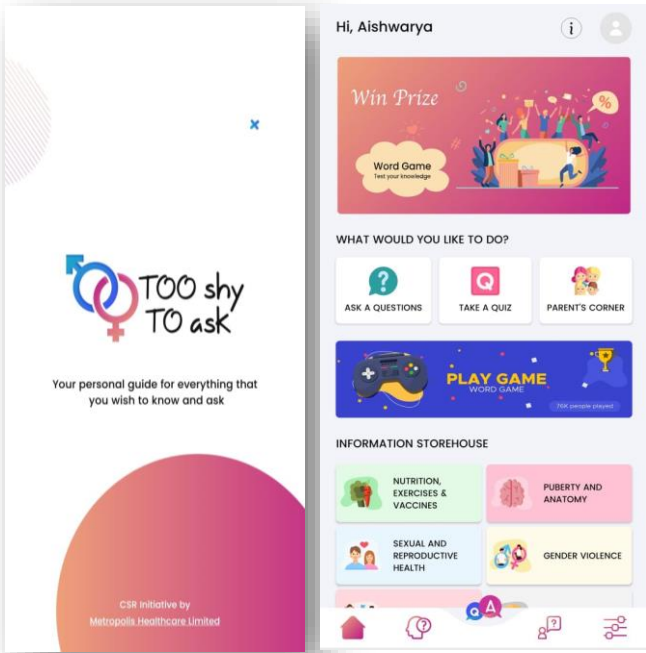 TOO shy
TO ask
Your personal guide for everything that
you wish to know and ask
CSR Initiative by
Metropolis Healthcare Limited
Hi, Aishwarya
i
Win Prize
%
Word Game
Test your knowledge
WHAT WOULD YOU LIKE TO DO?
?
Q
ASK A QUESTIONS
TAKE A QUIZ
PARENT'S CORNER
PLAY GAME
WORD GAME
76K people played
INFORMATION STOREHOUSE
NUTRITION,
EXERCISES &
VACCINES
PUBERTY AND
ANATOMY
SEXUAL AND
REPRODUCTIVE
HEALTH
GENDER VIOLENCE
Q A
?
?